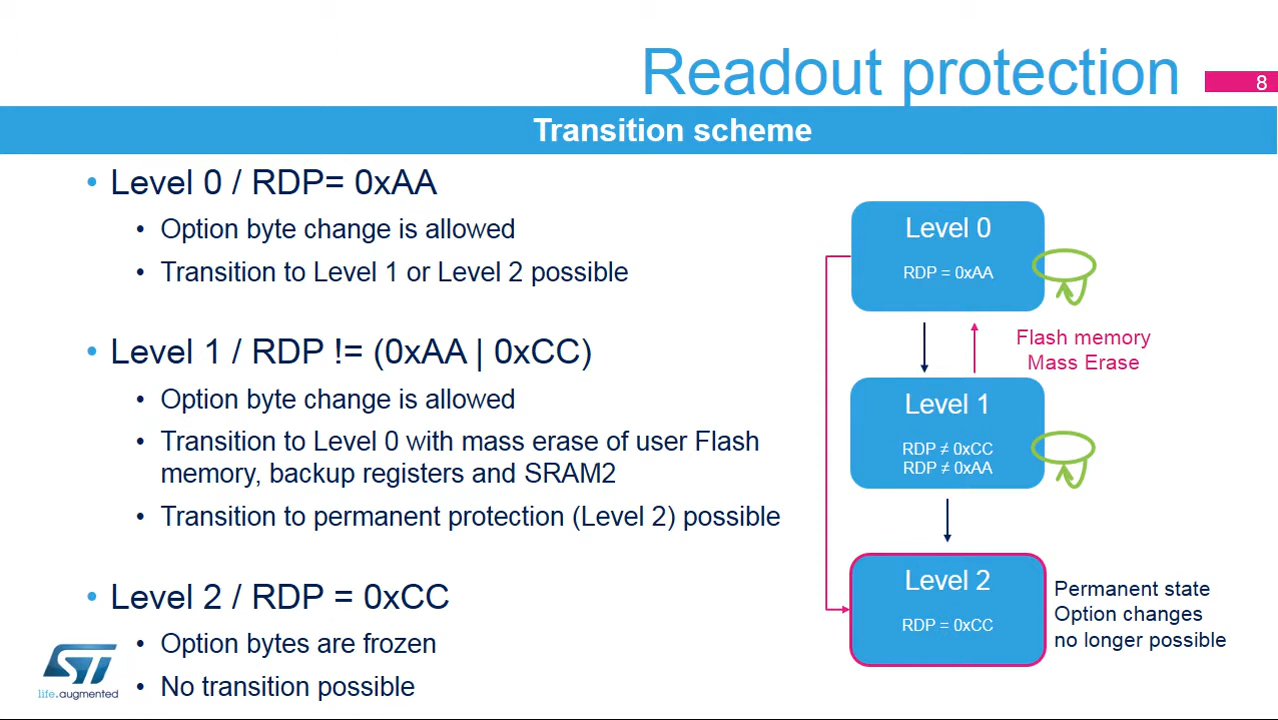 Readout protection
8
Transition scheme
• Level 0 / RDP= 0xAA
• Option byte change is allowed
• Transition to Level 1 or Level 2 possible
• Level 1 / RDP != (0xAA | 0xCC)
• Option byte change is allowed
• Transition to Level 0 with mass erase of user Flash
memory, backup registers and SRAM2
• Transition to permanent protection (Level 2) possible
• Level 2 / RDP = 0xCC
• Option bytes are frozen
• No transition possible
Level 0
RDP = 0xAA
Flash memory
Mass Erase
Level 1
RDP ≠ 0xCC
RDP ≠ 0xAA
Level 2
RDP = 0xCC
Permanent state
Option changes
no longer possible
ST
life.augmented